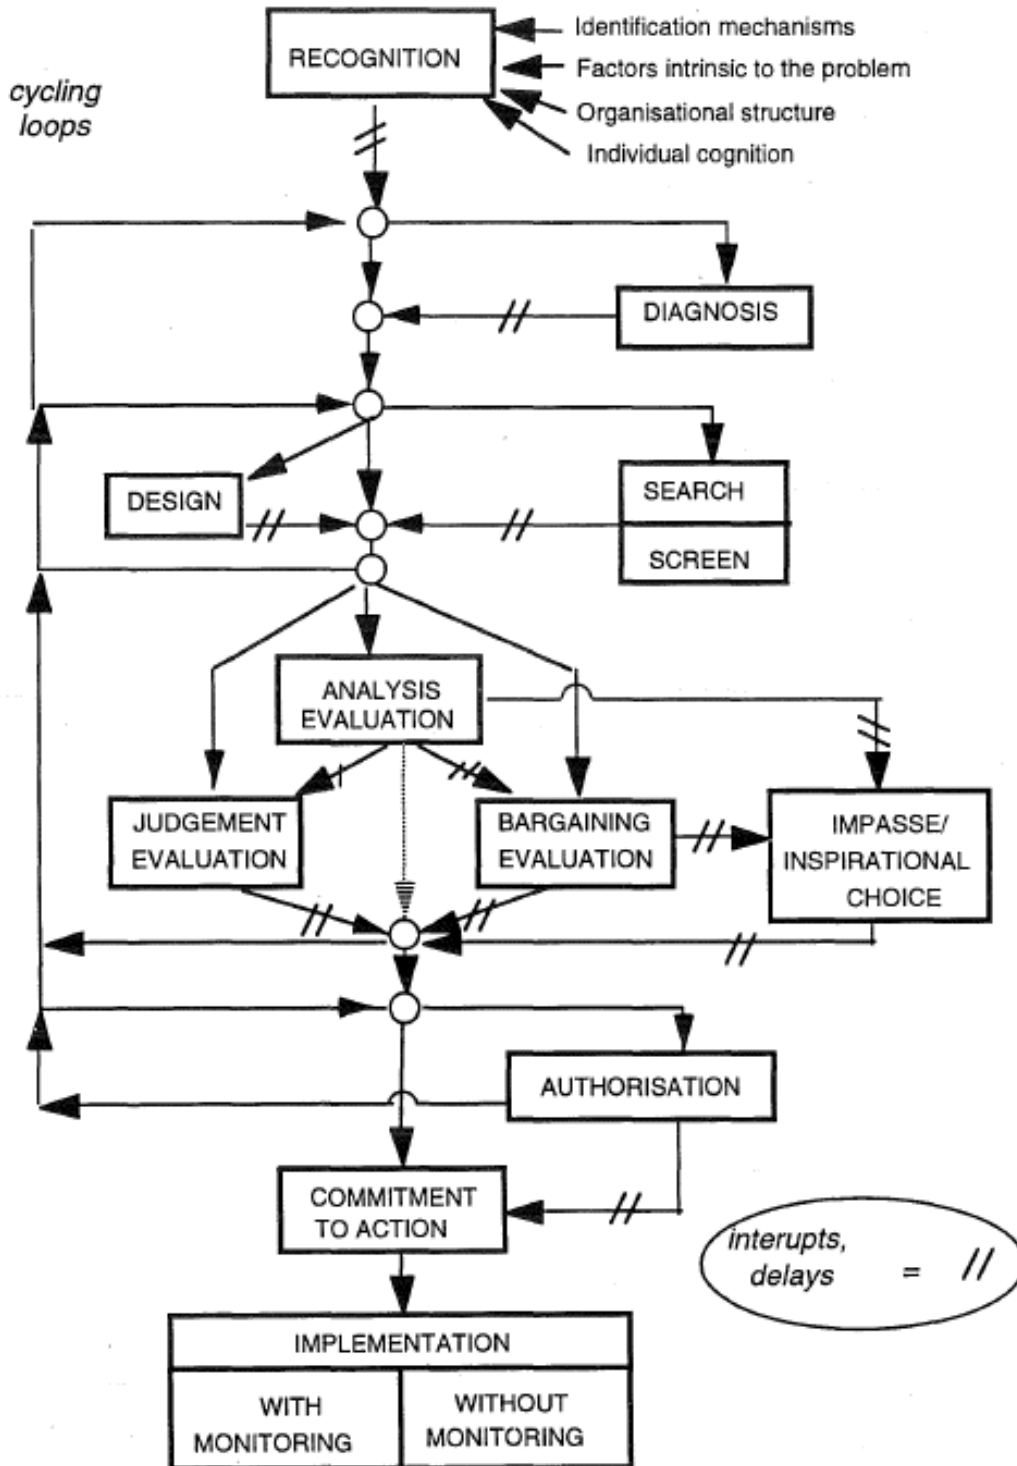 RECOGNITION
Identification mechanisms
Factors intrinsic to the problem
Organisational structure
Individual cognition
cycling
loops
DIAGNOSIS
DESIGN
SEARCH
SCREEN
ANALYSIS
EVALUATION
JUDGEMENT
EVALUATION
BARGAINING
EVALUATION
IMPASSE/
INSPIRATIONAL
CHOICE
AUTHORISATION
COMMITMENT
TO ACTION
interupts,
delays = //
IMPLEMENTATION
WITH
MONITORING
WITHOUT
MONITORING